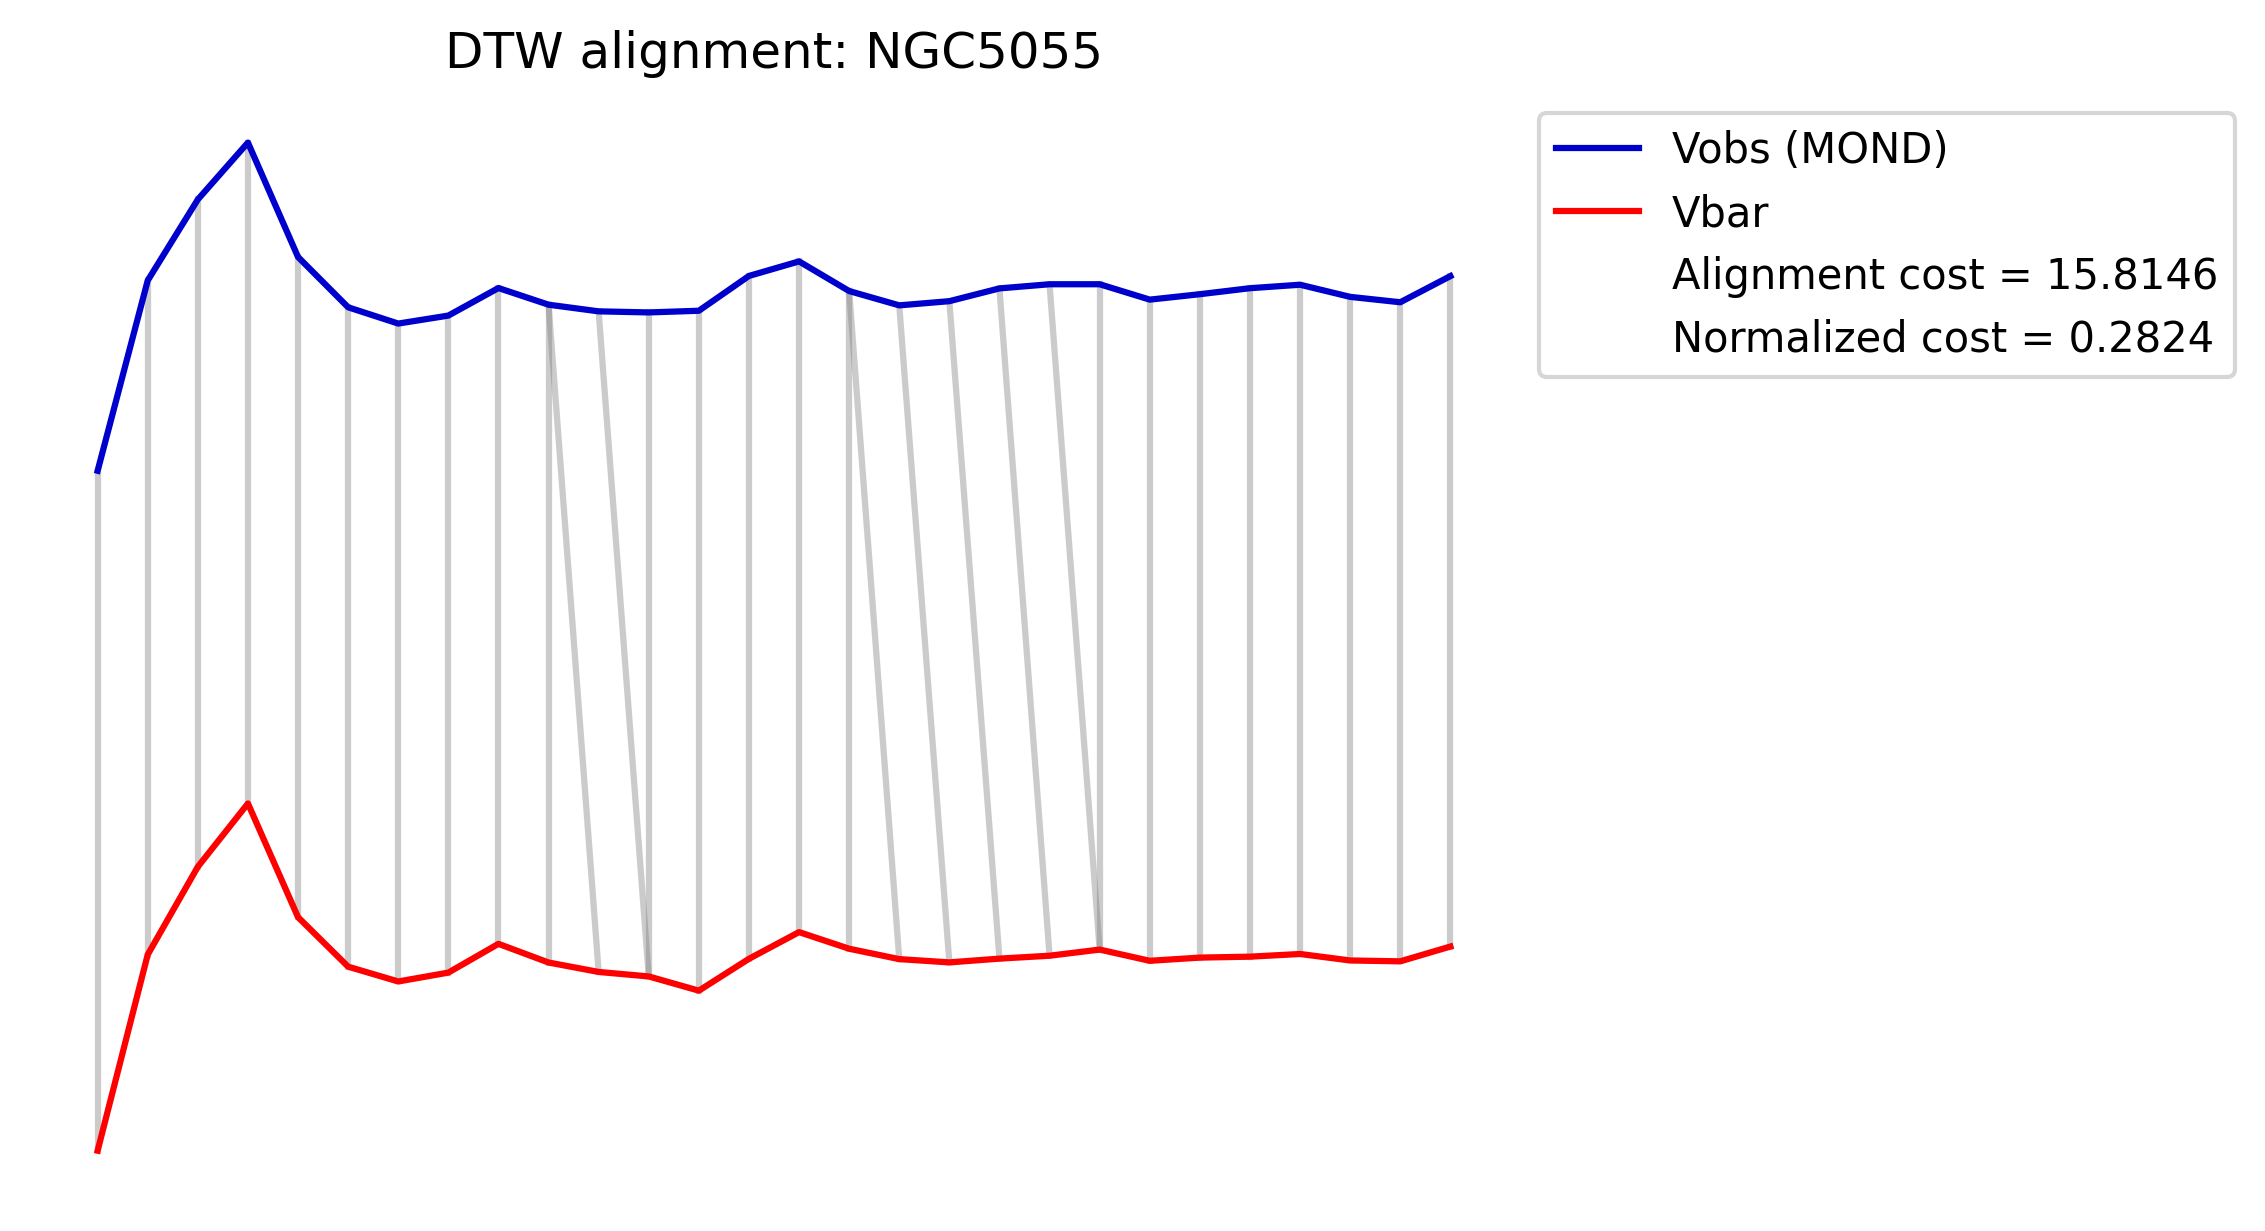 DTW alignment: NGC5055
Vobs (MOND)
Vbar
Alignment cost = 15.8146
Normalized cost = 0.2824